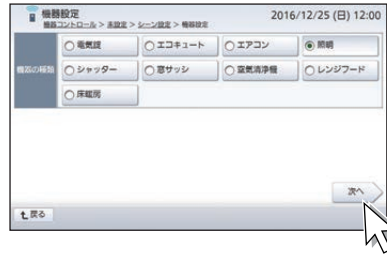 機器設定 2016/12/25 (日) 12:00
機器コントロール > 未設定 > シーン設定 > 機器設定
機器の種類
電気錠 エコキュート エアコン 照明
シャッター 窓サッシ 空気清浄機 レンジフード
床暖房
次へ
戻る